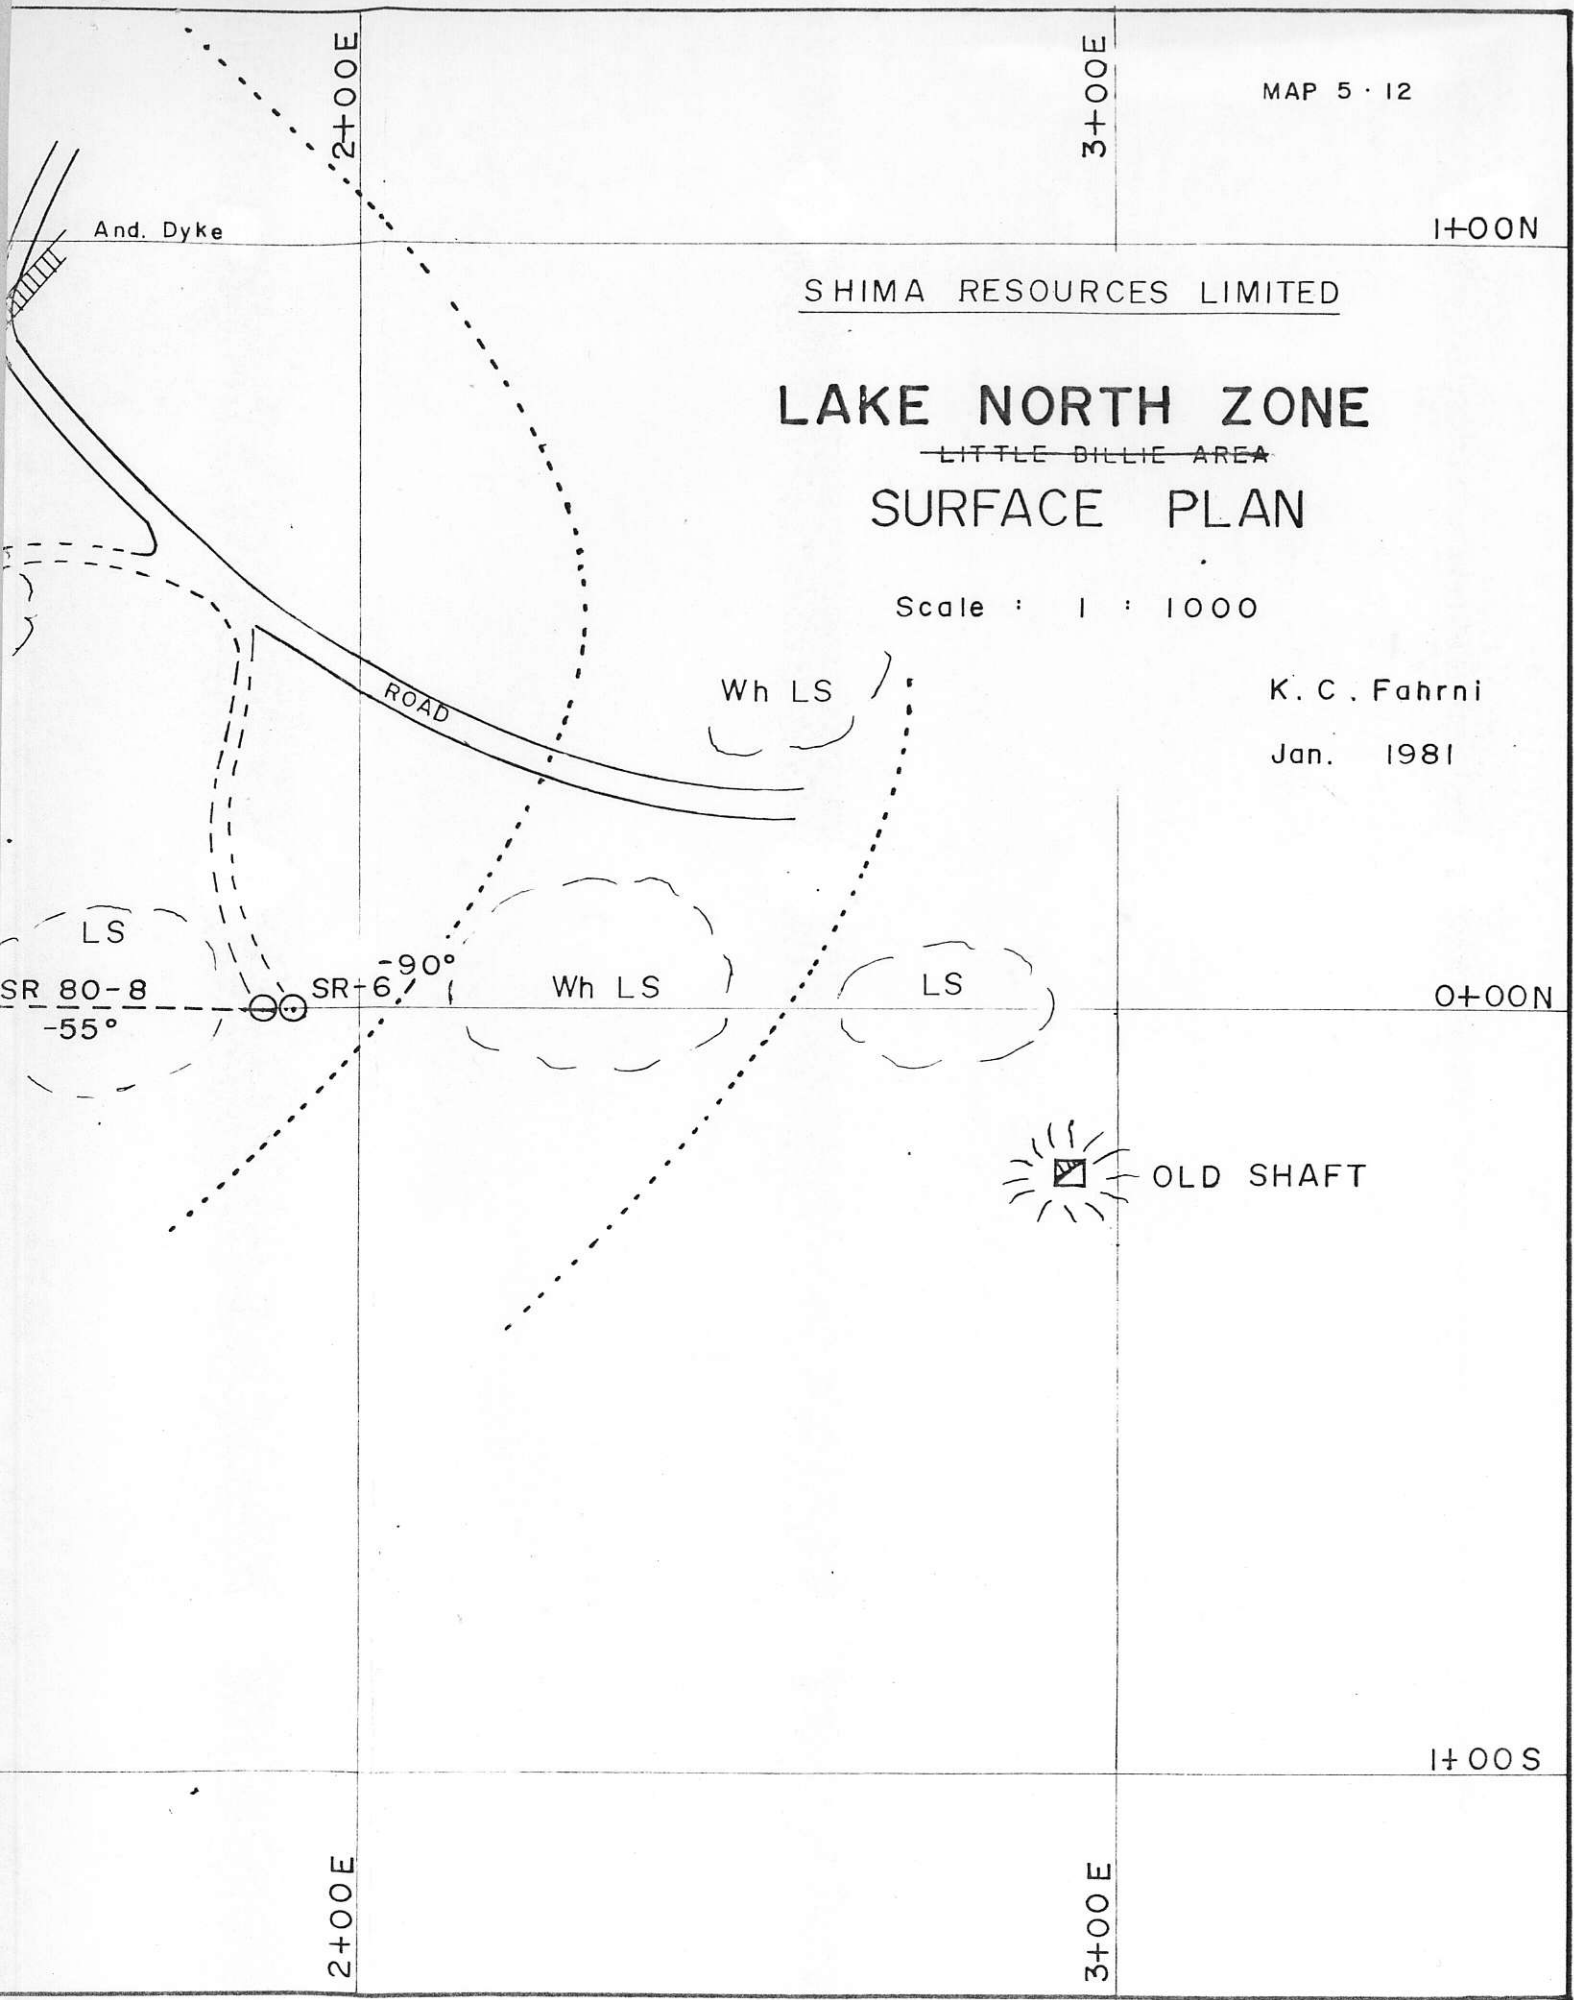 2+00E
3+00E
MAP 5·12
And. Dyke
1+00N
SHIMA RESOURCES LIMITED
LAKE NORTH ZONE
LITTLE BILLIE AREA
SURFACE PLAN
Scale : 1 : 1000
Wh LS
K. C. Fahrni
ROAD
Jan. 1981
LS
-90°
SR 80-8
SR-6
Wh LS
LS
0+00N
-55°
OLD SHAFT
1+00S
2+00E
3+00E